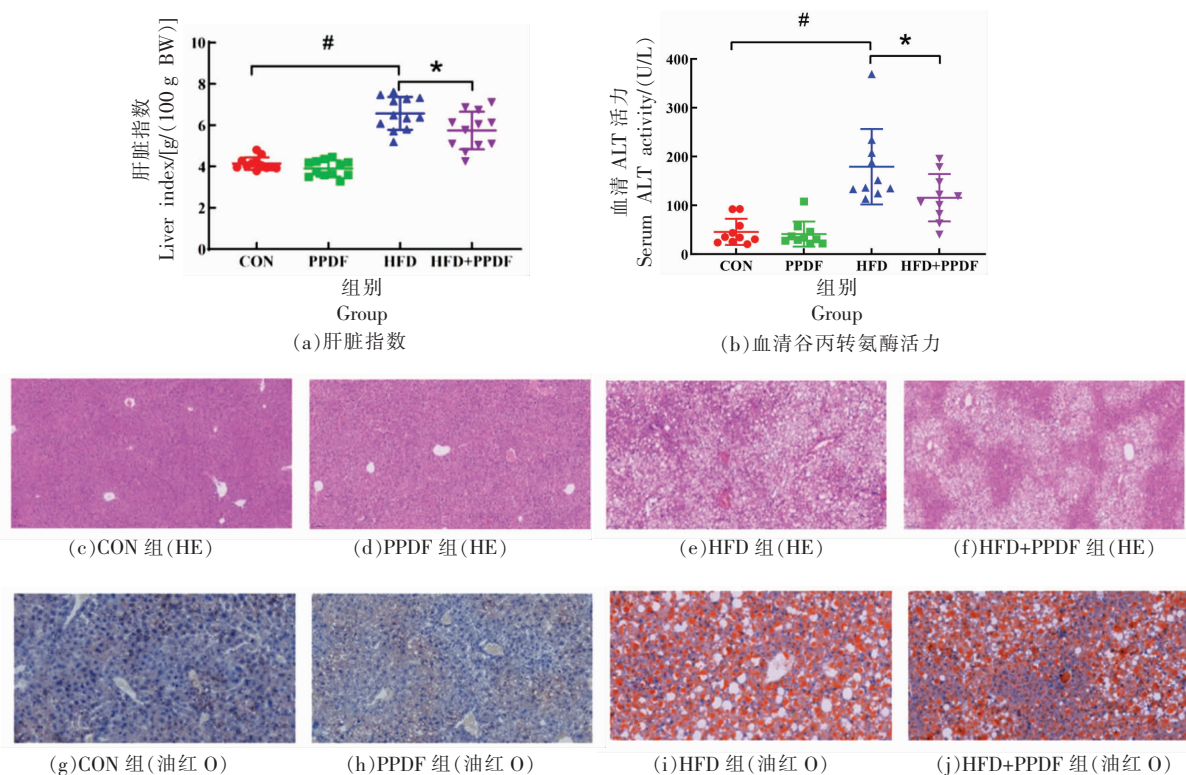 #
*
10
8
6
4
2
0
肝脏指数
Liver index/[g/(100 g BW)]
CON PPDF HFD HFD+PPDF
组别
Group
(a)肝脏指数
#
*
400
300
200
100
0
血清 ALT 活力
Serum ALT activity/(U/L)
CON PPDF HFD HFD+PPDF
组别
Group
(b)血清谷丙转氨酶活力
(c)CON 组(HE) (d)PPDF 组(HE) (e)HFD 组(HE) (f)HFD+PPDF 组(HE)
(g)CON 组(油红 O) (h)PPDF 组(油红 O) (i)HFD 组(油红 O) (j)HFD+PPDF 组(油红 O)